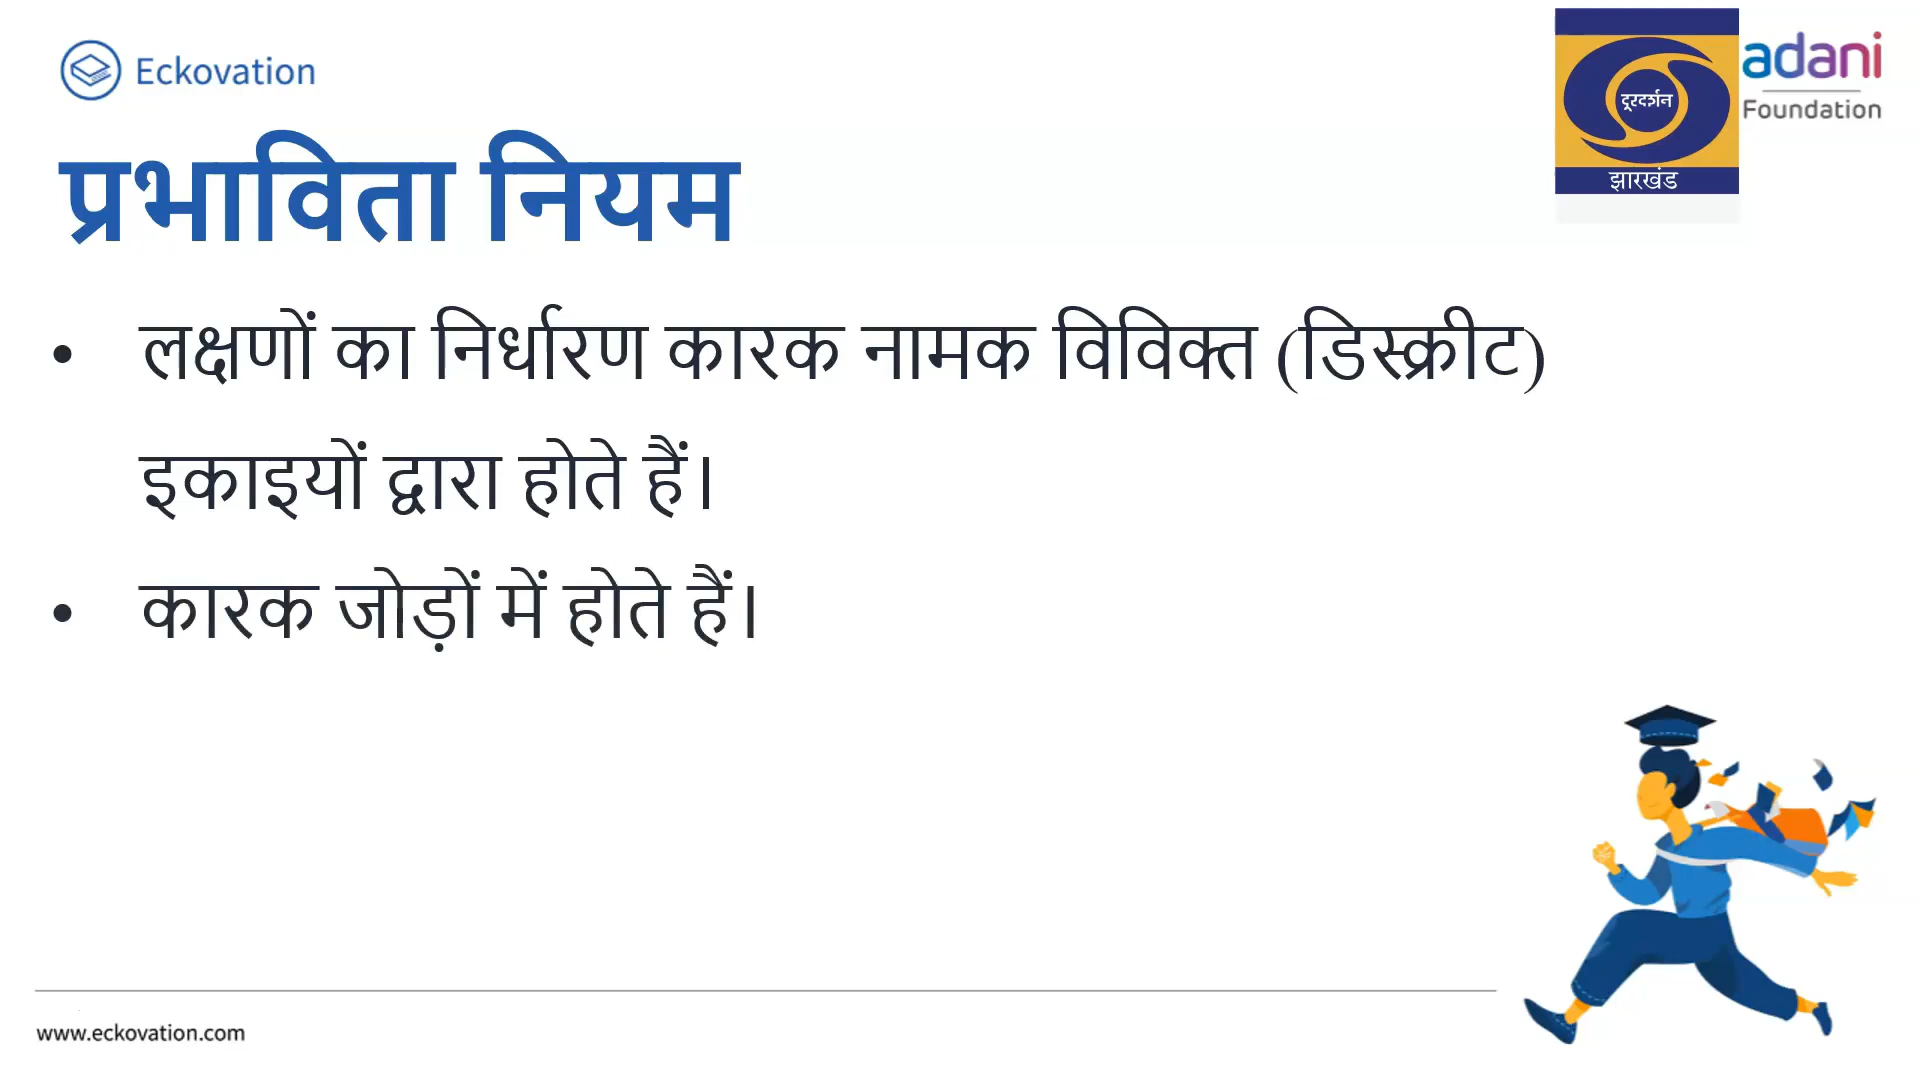 Eckovation
दूरदर्शन
झारखंड
adani
Foundation
प्रभाविता नियम
• लक्षणों का निर्धारण कारक नामक विविक्त (डिस्क्रीट)
इकाइयों द्वारा होते हैं।
• कारक जोड़ों में होते हैं।
www.eckovation.com